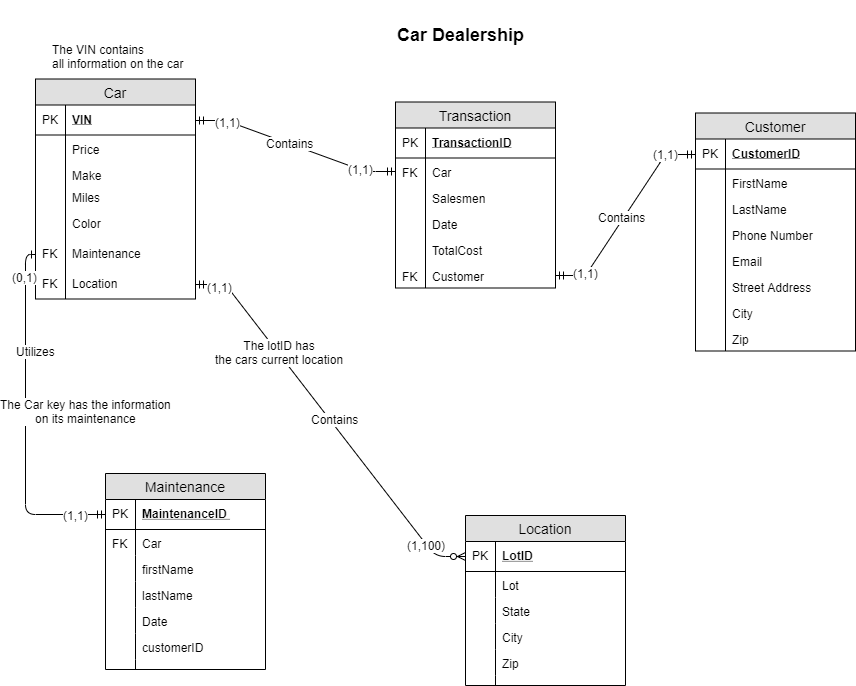 Car Dealership
The VIN contains
all information on the car
Car
PK VIN
Price
Make
Miles
Color
FK Maintenance
FK Location
(1,1)
Contains
(1,1)
Transaction
PK TransactionID
FK Car
Salesmen
Date
TotalCost
FK Customer
(1,1)
Contains
(1,1)
Customer
PK CustomerID
FirstName
LastName
Phone Number
Email
Street Address
City
Zip
(0,1)
Utilizes
The Car key has the information
on its maintenance
(1,1)
(1,1)
The lotID has
the cars current location
Contains
(1,100)
Maintenance
PK MaintenanceID
FK Car
firstName
lastName
Date
customerID
Location
PK LotID
Lot
State
City
Zip